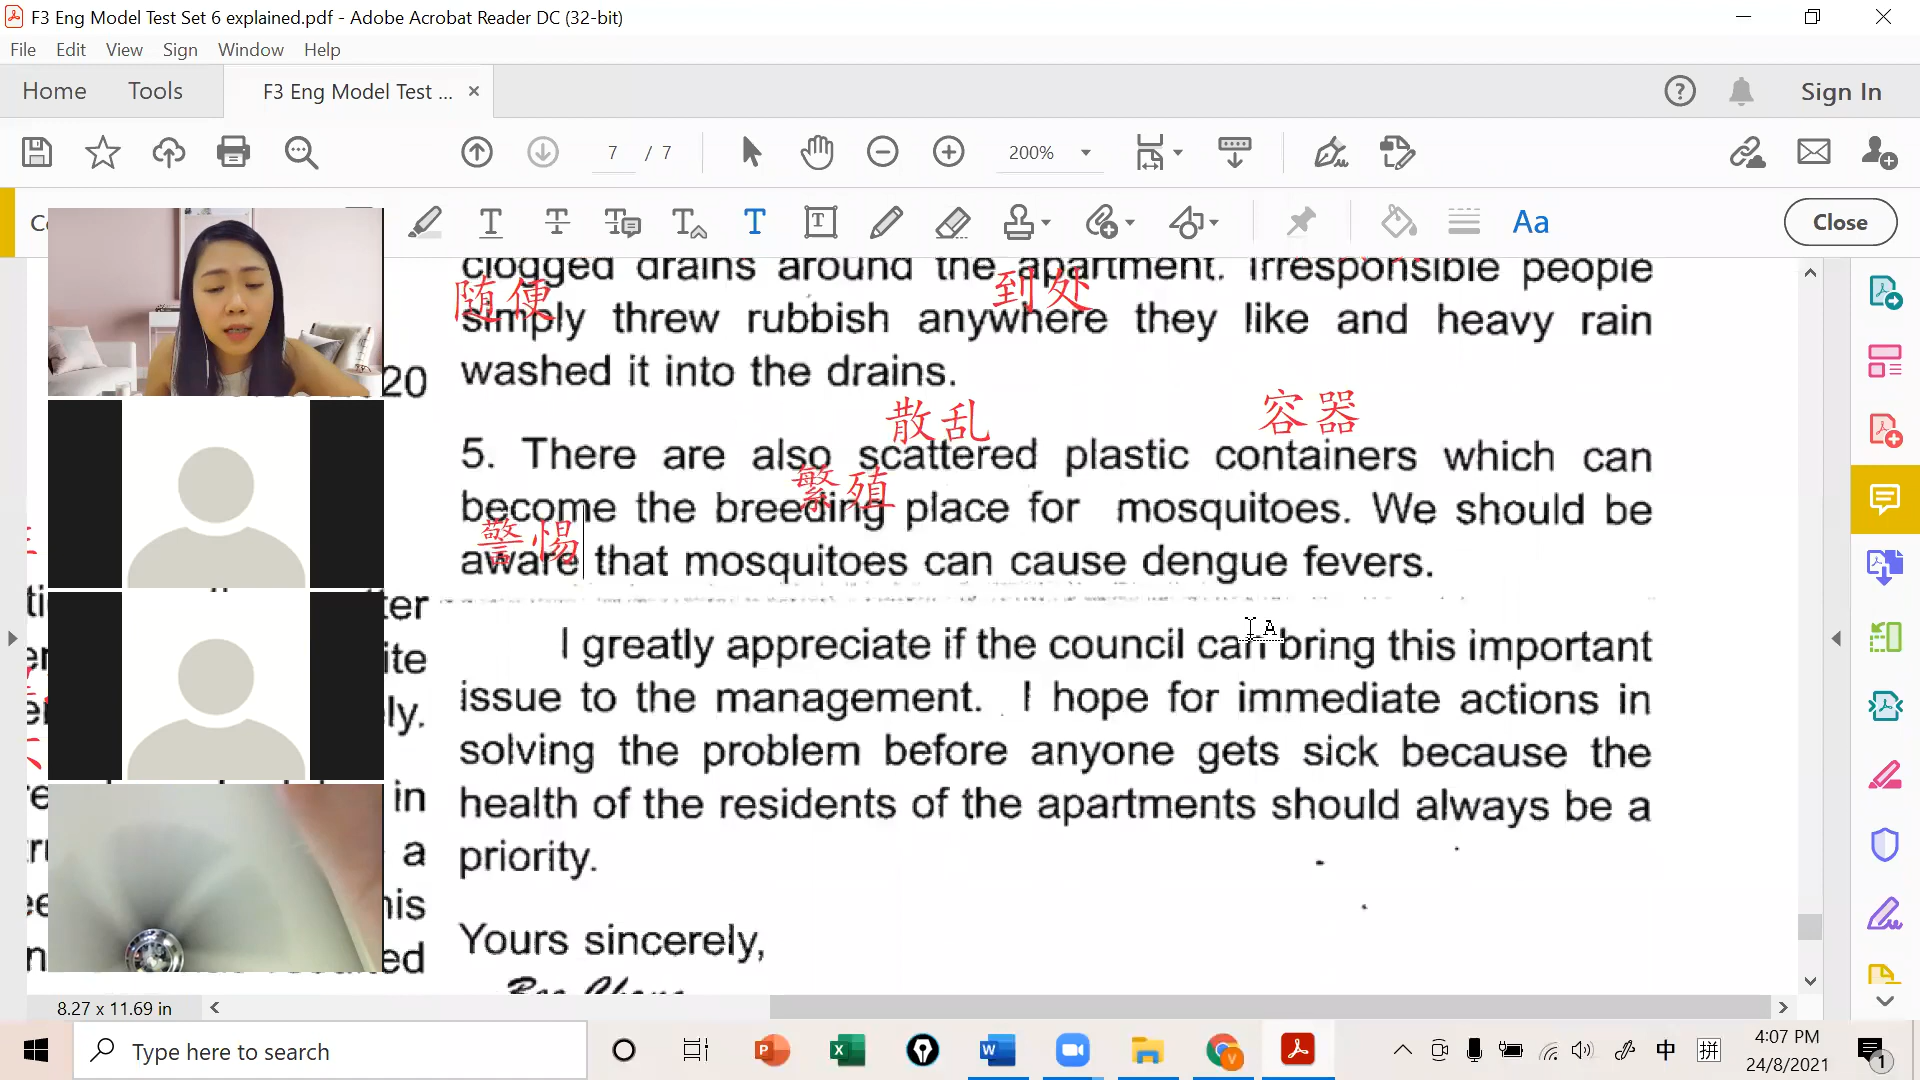 F3 Eng Model Test Set 6 explained.pdf - Adobe Acrobat Reader DC (32-bit)
File Edit View Sign Window Help
Home Tools F3 Eng Model Test ... × Sign In
7 / 7 200%
Aa Close
clogged drains around the apartment. Irresponsible people
随便 到处
simply threw rubbish anywhere they like and heavy rain
washed it into the drains.
20
散乱 容器
5. There are also scattered plastic containers which can
繁殖
become the breeding place for mosquitoes. We should be
警惕
aware that mosquitoes can cause dengue fevers.
I greatly appreciate if the council can bring this important
issue to the management. I hope for immediate actions in
solving the problem before anyone gets sick because the
health of the residents of the apartments should always be a
priority.
Yours sincerely,
ly.
in
a
8.27 x 11.69 in
Type here to search
中 拼
4:07 PM
24/8/2021
1